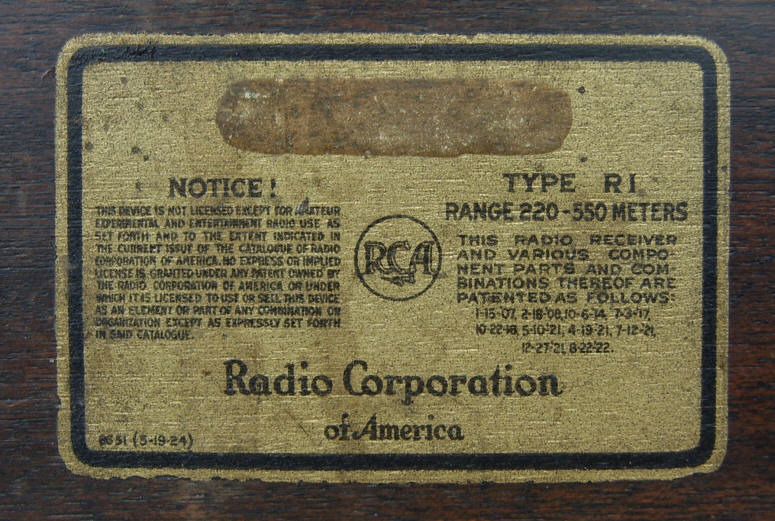 NOTICE!
THIS DEVICE IS NOT LICENSED EXCEPT FOR AMATEUR
EXPERIMENTAL AND ENTERTAINMENT RADIO USE AS
SET FORTH AND TO THE EXTENT INDICATED IN
THE CURRENT ISSUE OF THE CATALOGUE OF RADIO
CORPORATION OF AMERICA. NO EXPRESS OR IMPLIED
LICENSE IS GRANTED UNDER ANY PATENT OWNED BY
THE RADIO CORPORATION OF AMERICA OR UNDER
WHICH IT IS LICENSED TO USE OR SELL THIS DEVICE
AS AN ELEMENT OR PART OF ANY COMBINATION OR
ORGANIZATION EXCEPT AS EXPRESSLY SET FORTH
IN SAID CATALOGUE.
RCA
TYPE RI
RANGE 220-550 METERS
THIS RADIO RECEIVER
AND VARIOUS COMPO-
NENT PARTS AND COM-
BINATIONS THEREOF ARE
PATENTED AS FOLLOWS:
1-15-07, 2-18-08, 10-6-14, 7-3-17,
10-22-18, 5-10-21, 4-19-21, 7-12-21,
12-27-21, 8-22-22.
Radio Corporation
of America
(5-19-24)